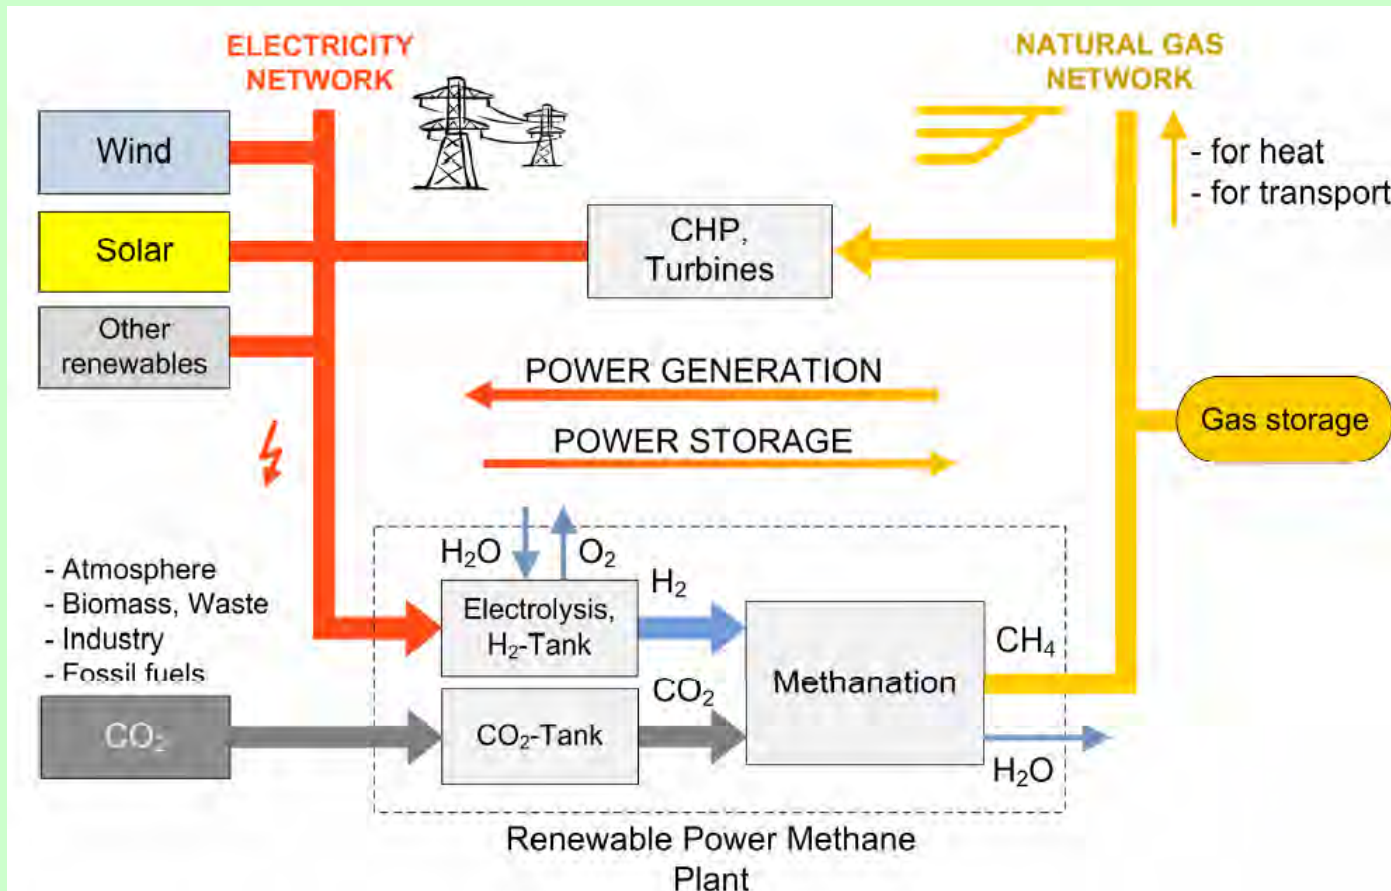 ELECTRICITY
NETWORK
NATURAL GAS
NETWORK
Wind
Solar
Other
renewables
CHP,
Turbines
- for heat
- for transport
POWER GENERATION
POWER STORAGE
Gas storage
- Atmosphere
- Biomass, Waste
- Industry
- Fossil fuels
CO₂
H₂O
O₂
Electrolysis,
H₂-Tank
H₂
CO₂-Tank
CO₂
Methanation
CH₄
H₂O
Renewable Power Methane
Plant